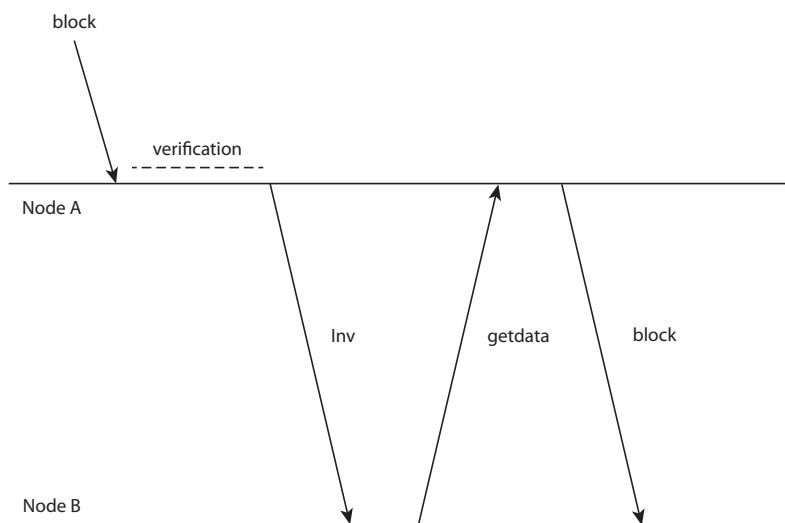 block
verification
Node A
Inv
getdata
block
Node B